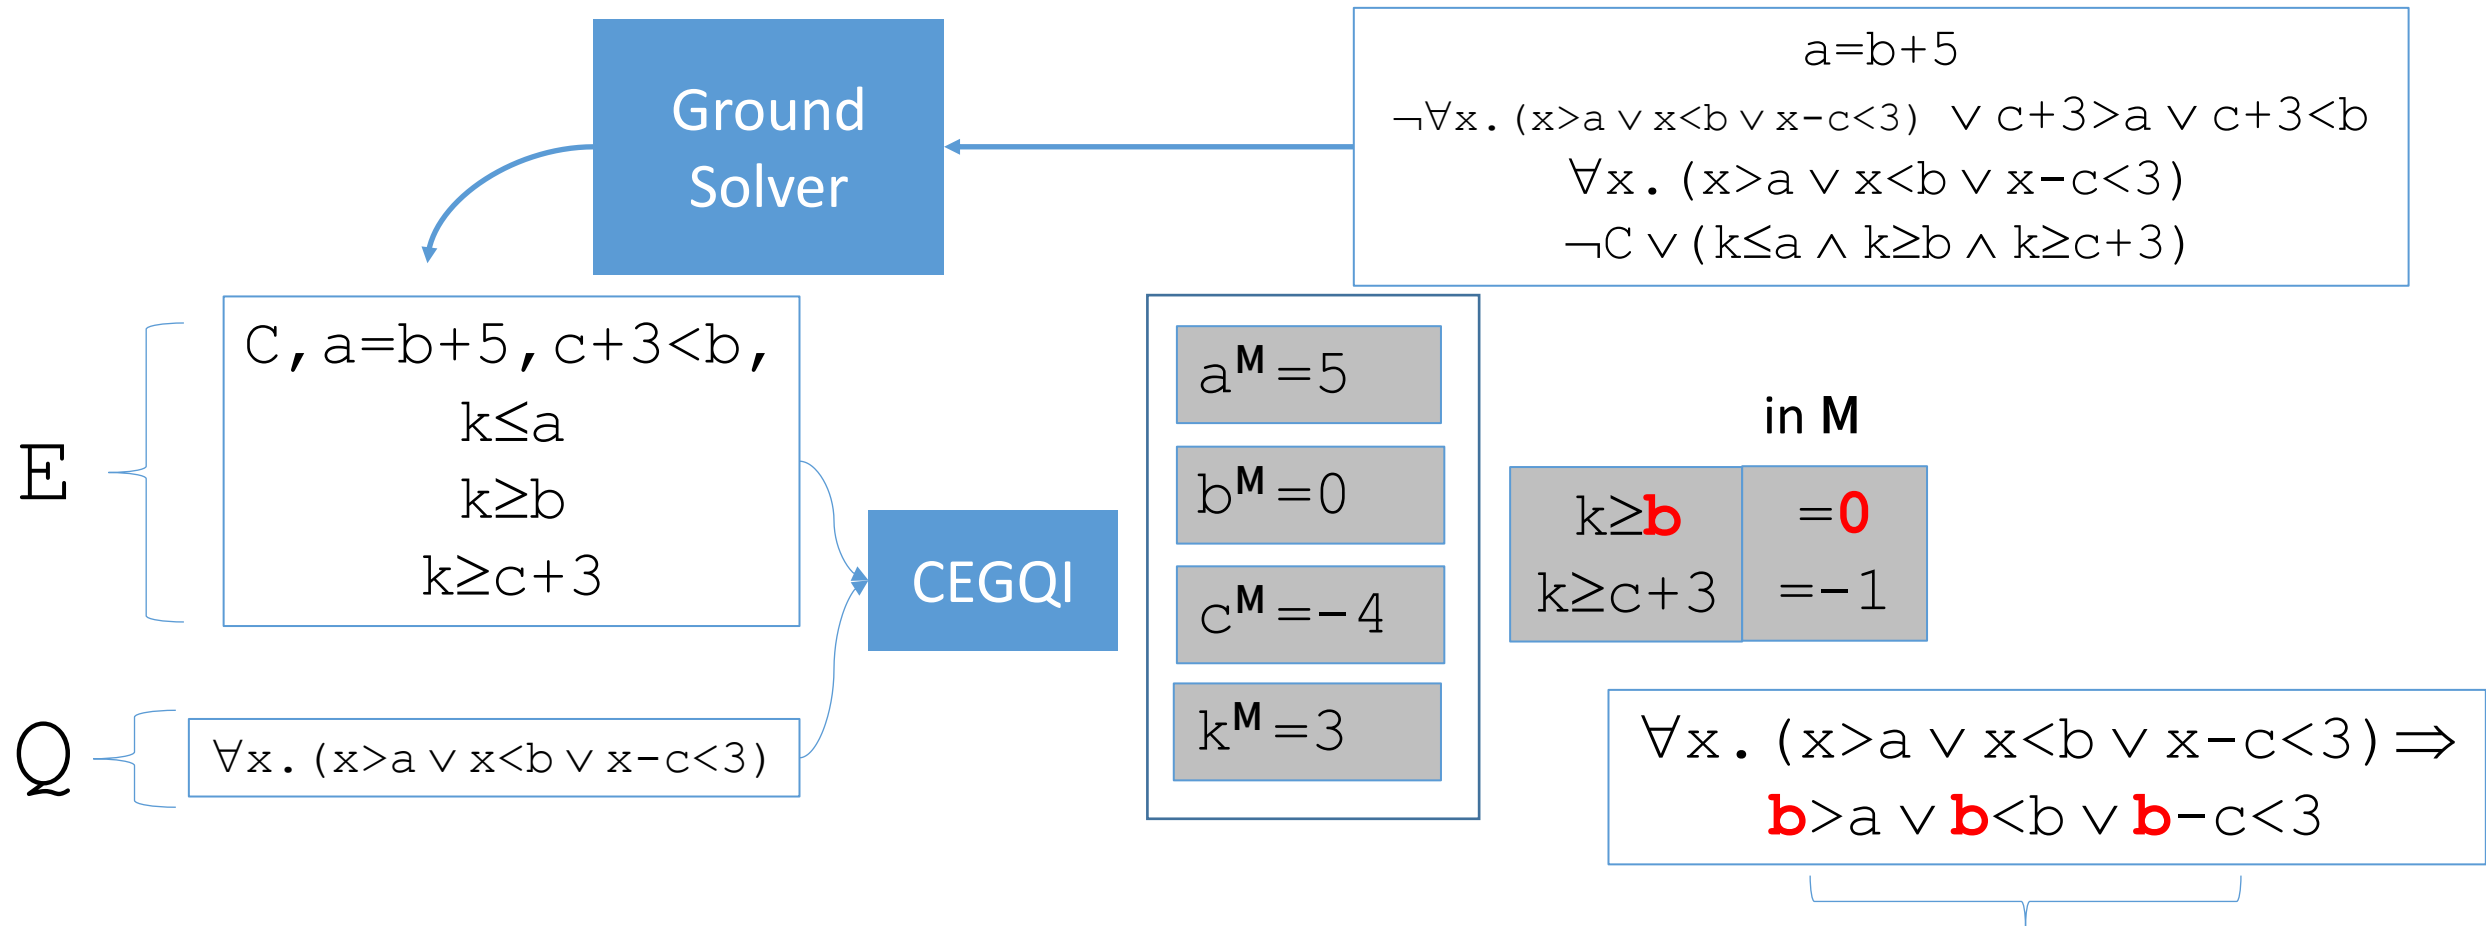 Ground
Solver
a=b+5
¬∀x.(x>a ∨ x<b ∨ x-c<3) ∨ c+3>a ∨ c+3<b
∀x.(x>a ∨ x<b ∨ x-c<3)
¬C ∨ (k≤a ∧ k≥b ∧ k≥c+3)
E
C,a=b+5,c+3<b,
k≤a
k≥b
k≥c+3
Q
∀x.(x>a ∨ x<b ∨ x-c<3)
CEGQI
aᴹ=5
bᴹ=0
cᴹ=-4
kᴹ=3
in M
k≥b =0
k≥c+3 =-1
∀x.(x>a ∨ x<b ∨ x-c<3)⇒
b>a ∨ b<b ∨ b-c<3